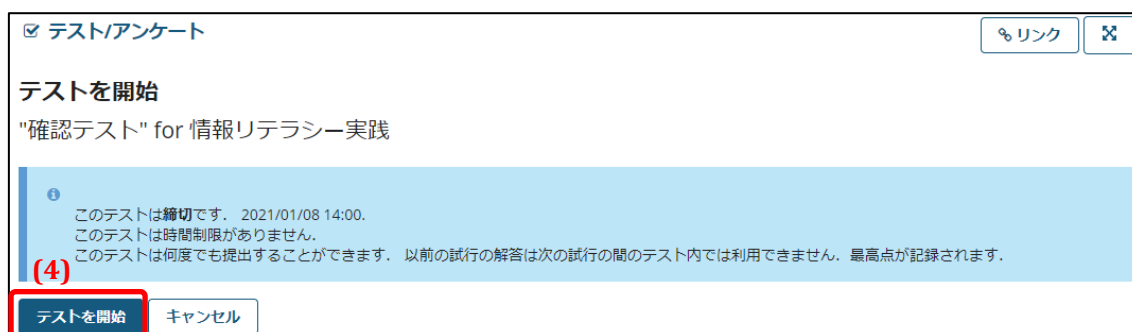 テスト/アンケート
リンク
テストを開始
"確認テスト" for 情報リテラシー実践
このテストは締切です． 2021/01/08 14:00.
このテストは時間制限がありません．
このテストは何度でも提出することができます． 以前の試行の解答は次の試行の間のテスト内では利用できません．最高点が記録されます．
(4)
テストを開始
キャンセル